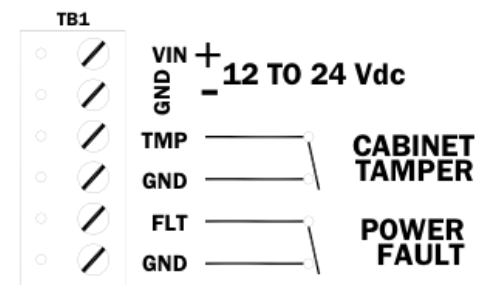 TB1
VIN +
GND -
12 TO 24 Vdc
TMP
GND
CABINET
TAMPER
FLT
GND
POWER
FAULT